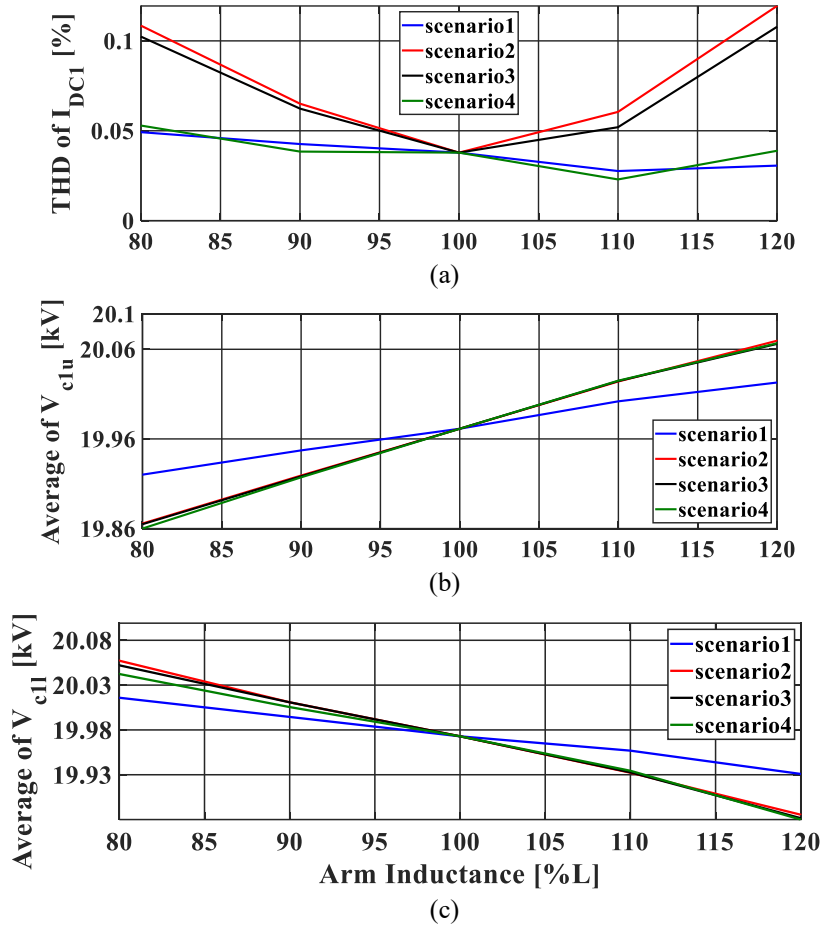 THD of I_DC1 [%]
0.1
0.05
0
scenario1
scenario2
scenario3
scenario4
80 85 90 95 100 105 110 115 120
(a)
Average of V_c1u [kV]
20.1
20.06
19.96
19.86
scenario1
scenario2
scenario3
scenario4
80 85 90 95 100 105 110 115 120
(b)
Average of V_c1l [kV]
20.08
20.03
19.98
19.93
scenario1
scenario2
scenario3
scenario4
80 85 90 95 100 105 110 115 120
Arm Inductance [%L]
(c)